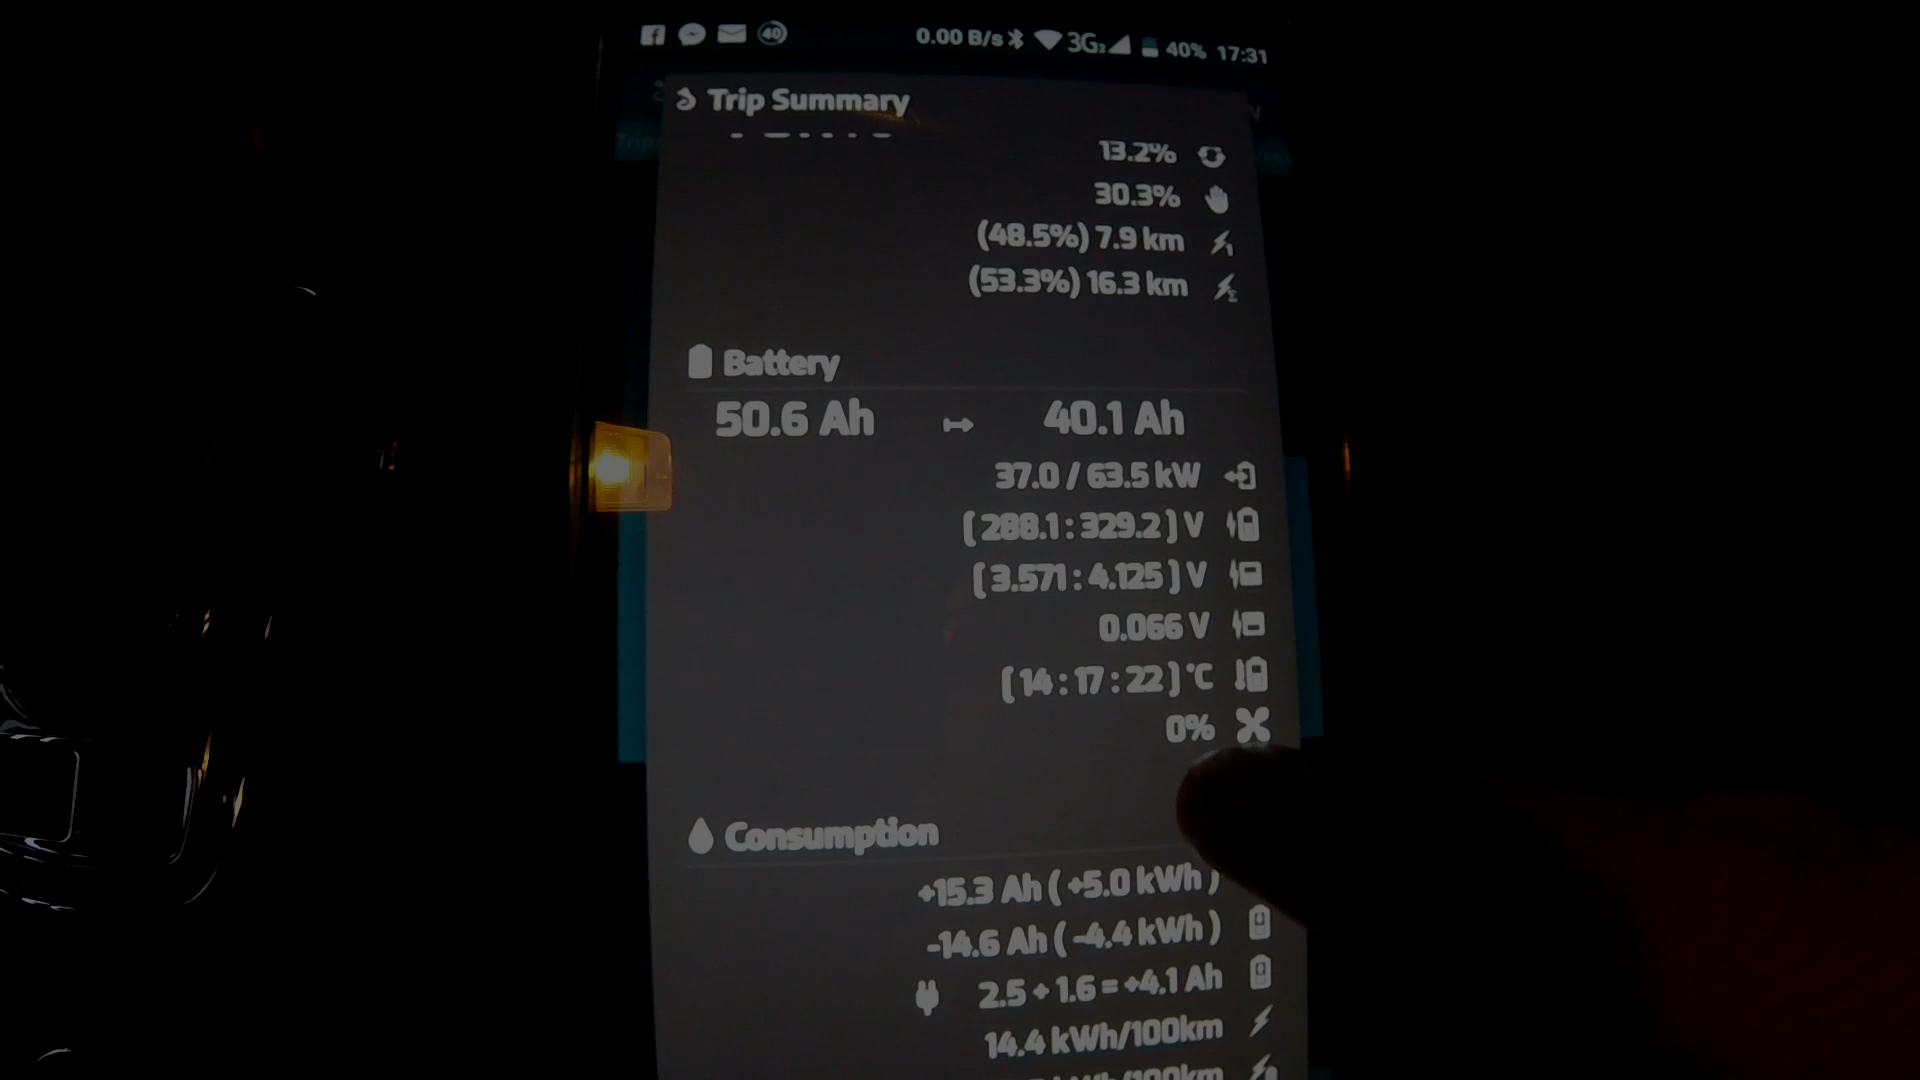 40 0.00 B/s 3G 40% 17:31
Trip Summary
13.2%
30.3%
(48.5%) 7.9 km
(53.3%) 16.3 km
Battery
50.6 Ah 40.1 Ah
37.0 / 63.5 kW
[ 288.1 : 329.2 ] V
[ 3.571 : 4.125 ] V
0.066 V
[ 14 : 17 : 22 ] °C
0%
Consumption
+15.3 Ah ( +5.0 kWh )
-14.6 Ah ( -4.4 kWh )
2.5 + 1.6 = +4.1 Ah
14.4 kWh/100km